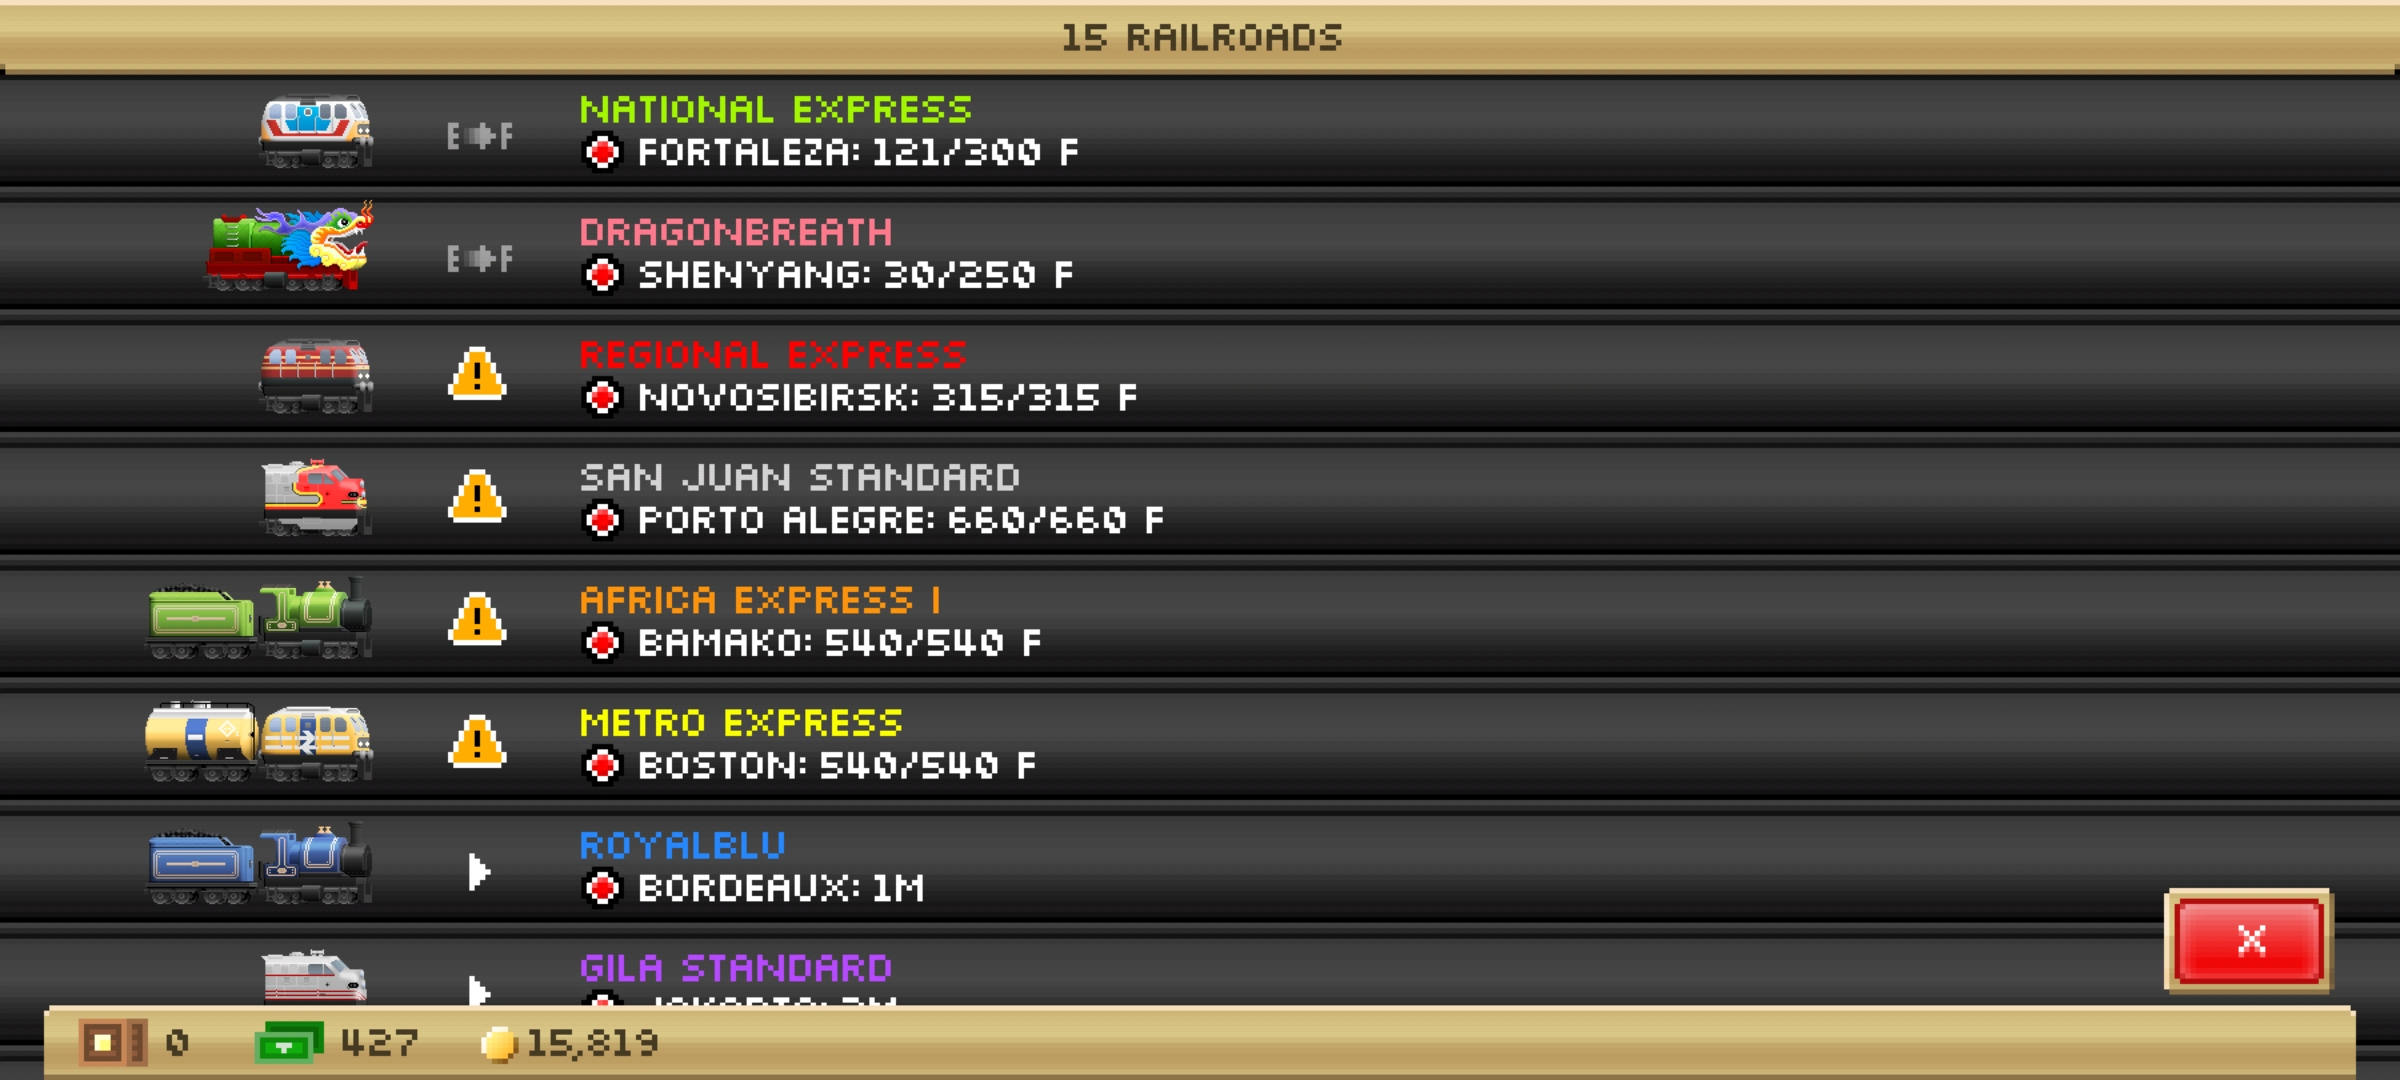 15 RAILROADS
NATIONAL EXPRESS
E F
FORTALEZA: 121/300 F
DRAGONBREATH
E F
SHENYANG: 30/250 F
REGIONAL EXPRESS
NOVOSIBIRSK: 315/315 F
SAN JUAN STANDARD
PORTO ALEGRE: 660/660 F
AFRICA EXPRESS I
BAMAKO: 540/540 F
METRO EXPRESS
BOSTON: 540/540 F
ROYALBLU
BORDEAUX: 1M
X
GILA STANDARD
0 427 15,819